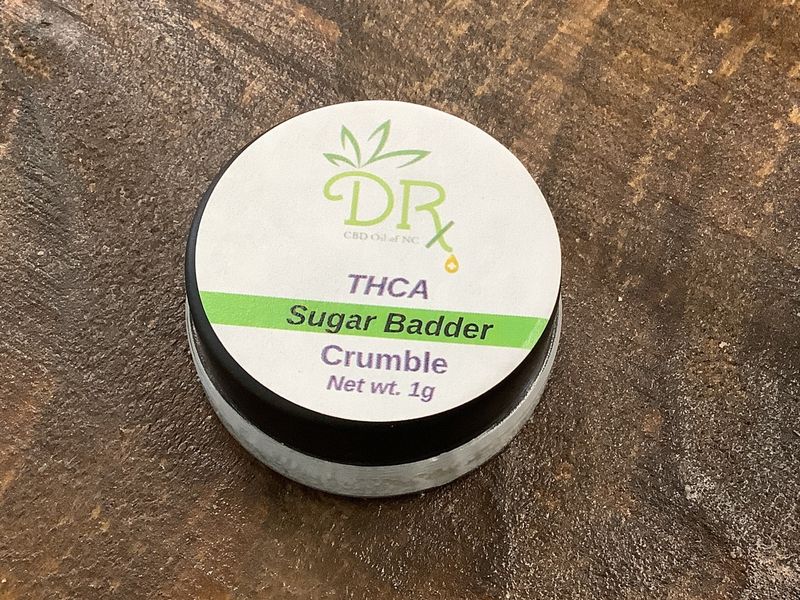 DRx
CBD Oil of NC
THCA
Sugar Badder
Crumble
Net wt. 1g